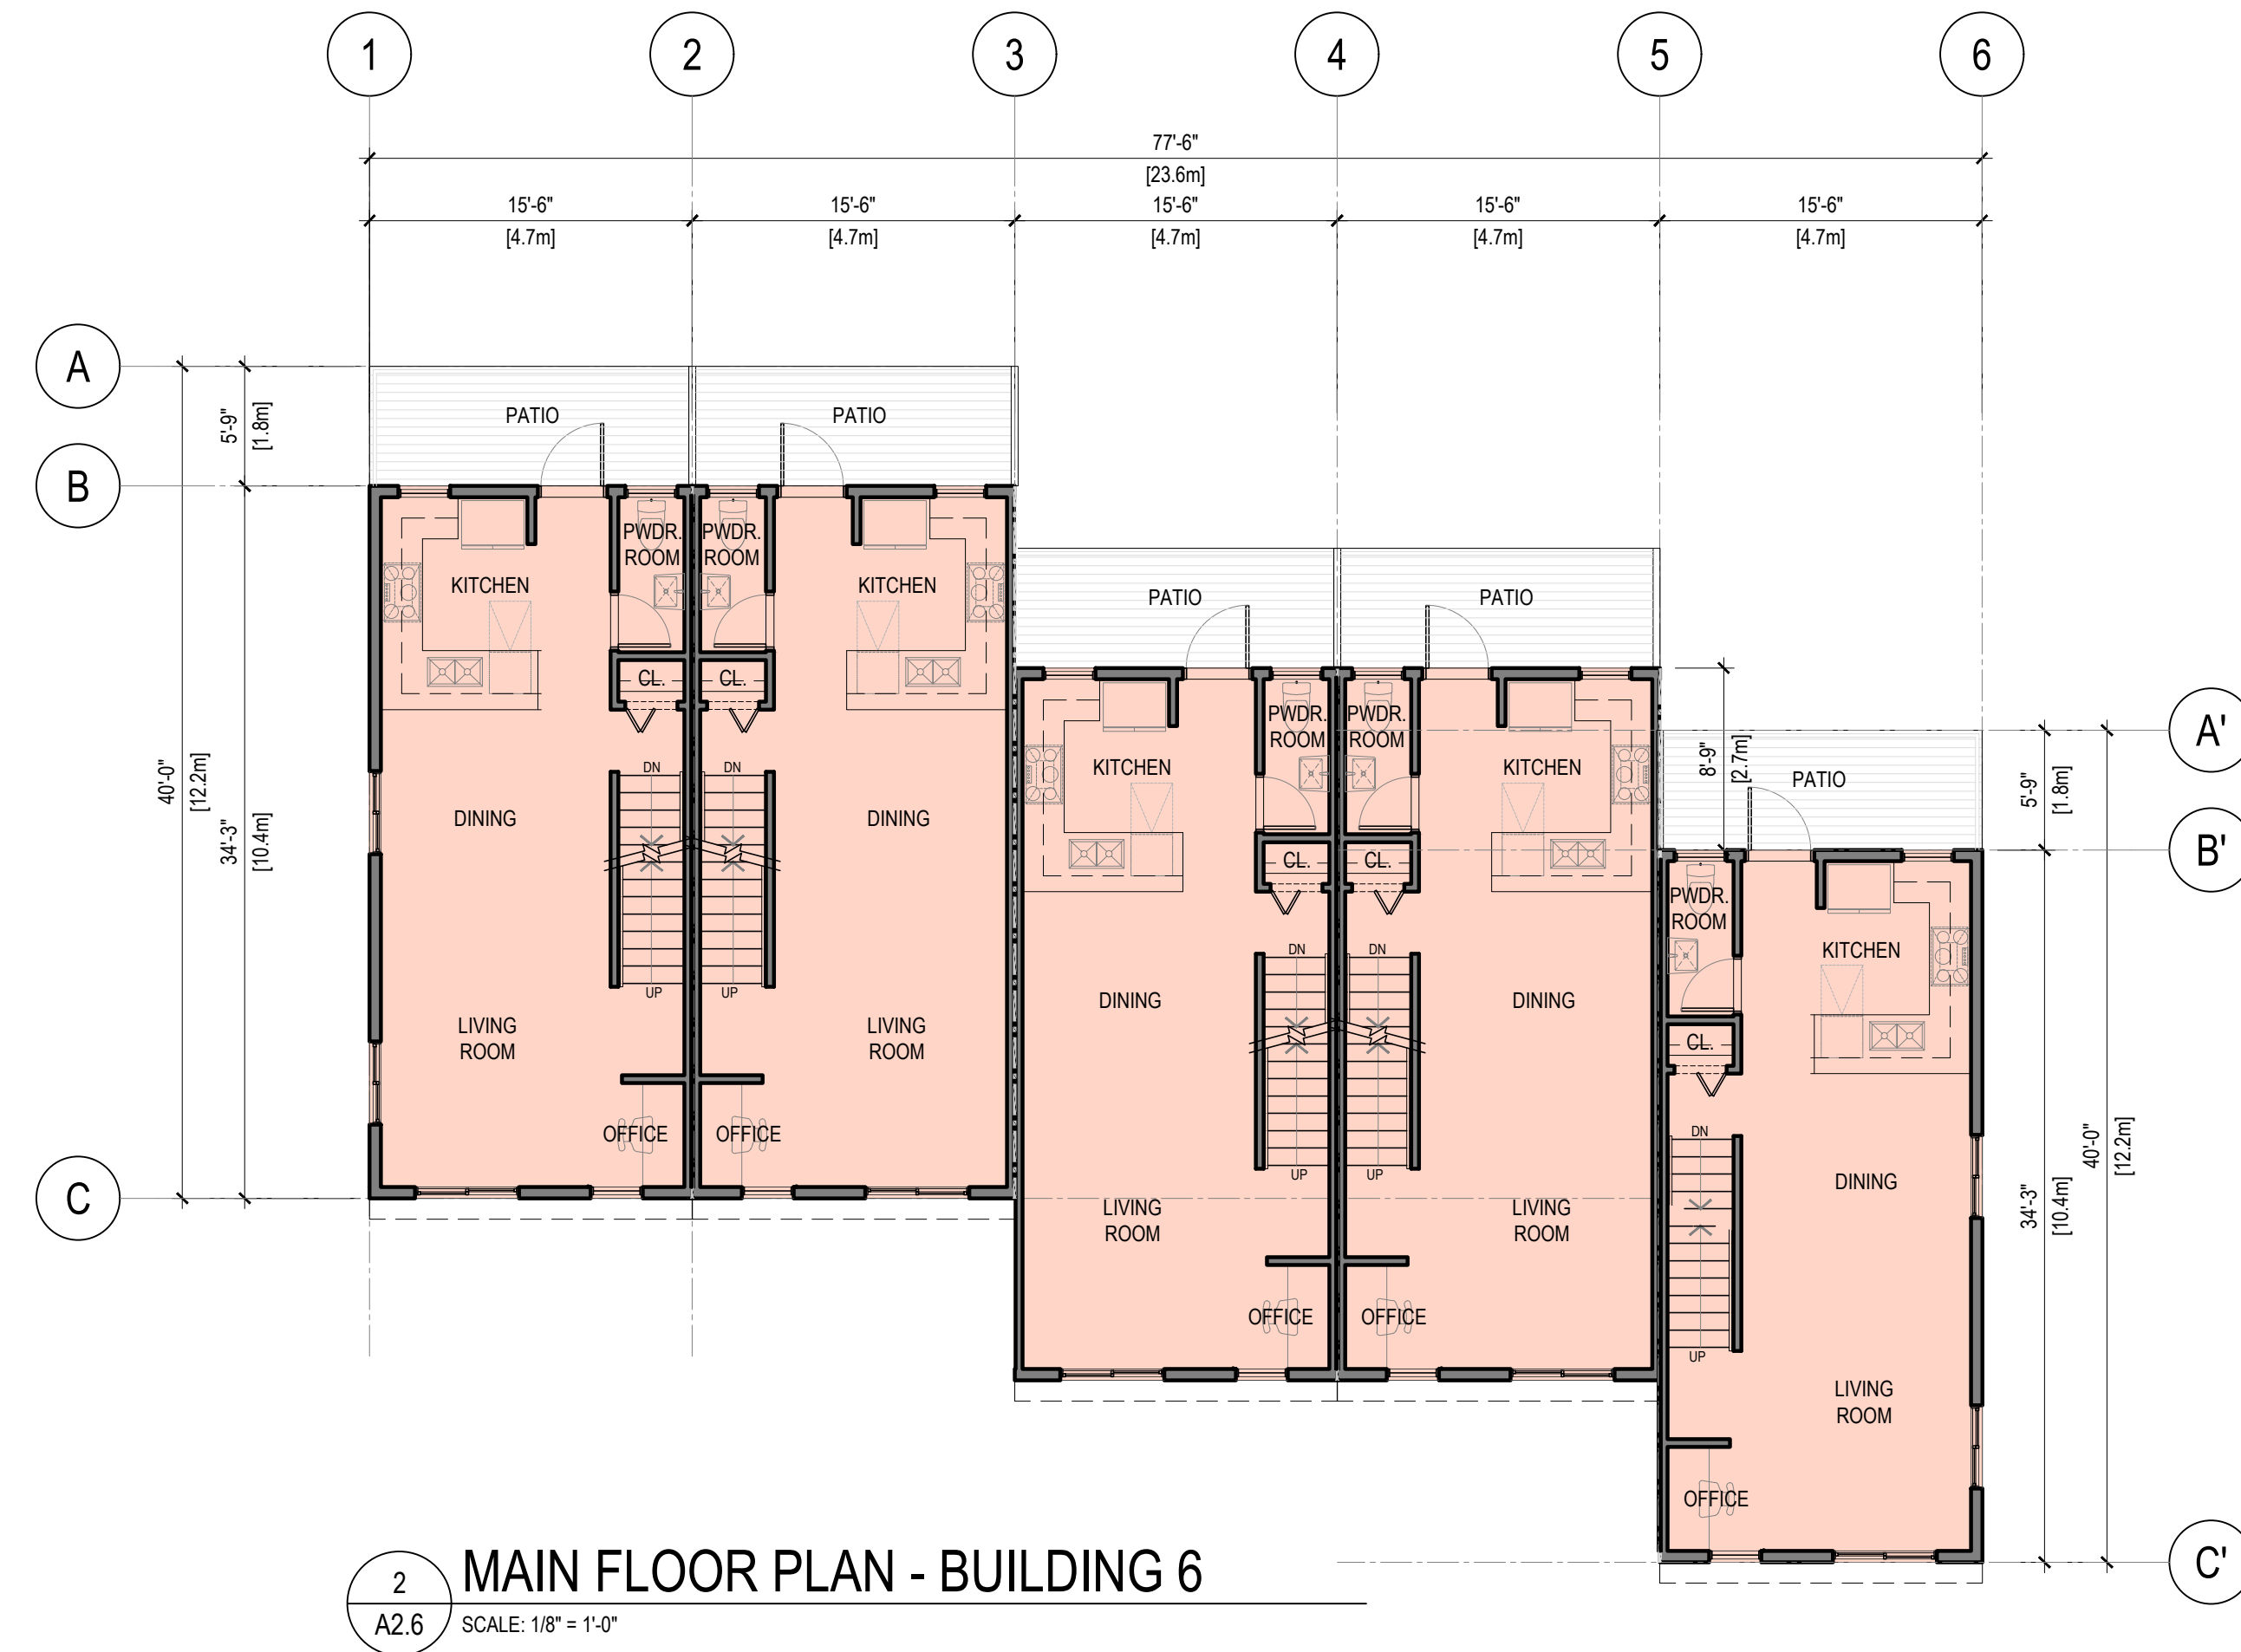 1
2
3
4
5
6
77'-6"
[23.6m]
15'-6"
15'-6"
15'-6"
15'-6"
15'-6"
[4.7m]
[4.7m]
[4.7m]
[4.7m]
[4.7m]
A
5'-9"
[1.8m]
PATIO
PATIO
B
PWDR.
ROOM
PWDR.
ROOM
KITCHEN
KITCHEN
PATIO
PATIO
CL.
CL.
PWDR.
ROOM
PWDR.
ROOM
A'
8'-9"
[2.7m]
DN
DN
KITCHEN
KITCHEN
PATIO
5'-9"
[1.8m]
40'-0"
[12.2m]
DINING
DINING
34'-3"
[10.4m]
B'
CL.
CL.
PWDR.
ROOM
DN
DN
KITCHEN
UP
UP
DINING
DINING
LIVING
ROOM
LIVING
ROOM
CL.
OFFICE
OFFICE
DN
40'-0"
[12.2m]
UP
UP
DINING
C
34'-3"
[10.4m]
LIVING
ROOM
LIVING
ROOM
OFFICE
OFFICE
UP
LIVING
ROOM
OFFICE
C'
2
A2.6
MAIN FLOOR PLAN - BUILDING 6
SCALE: 1/8" = 1'-0"